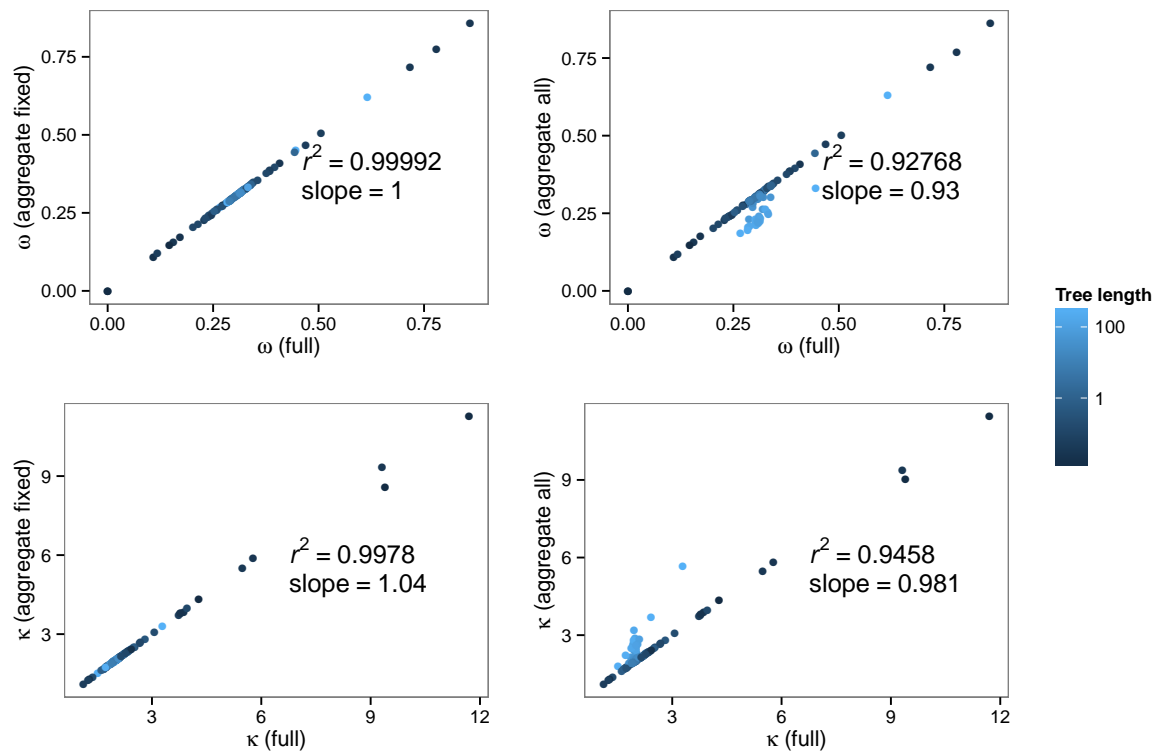 ω (aggregate fixed)
0.75
0.50
0.25
0.00
r² = 0.99992
slope = 1
0.00 0.25 0.50 0.75
ω (full)
ω (aggregate all)
0.75
0.50
0.25
0.00
r² = 0.92768
slope = 0.93
0.00 0.25 0.50 0.75
ω (full)
Tree length
100
1
κ (aggregate fixed)
9
6
3
r² = 0.9978
slope = 1.04
3 6 9 12
κ (full)
κ (aggregate all)
9
6
3
r² = 0.9458
slope = 0.981
3 6 9 12
κ (full)